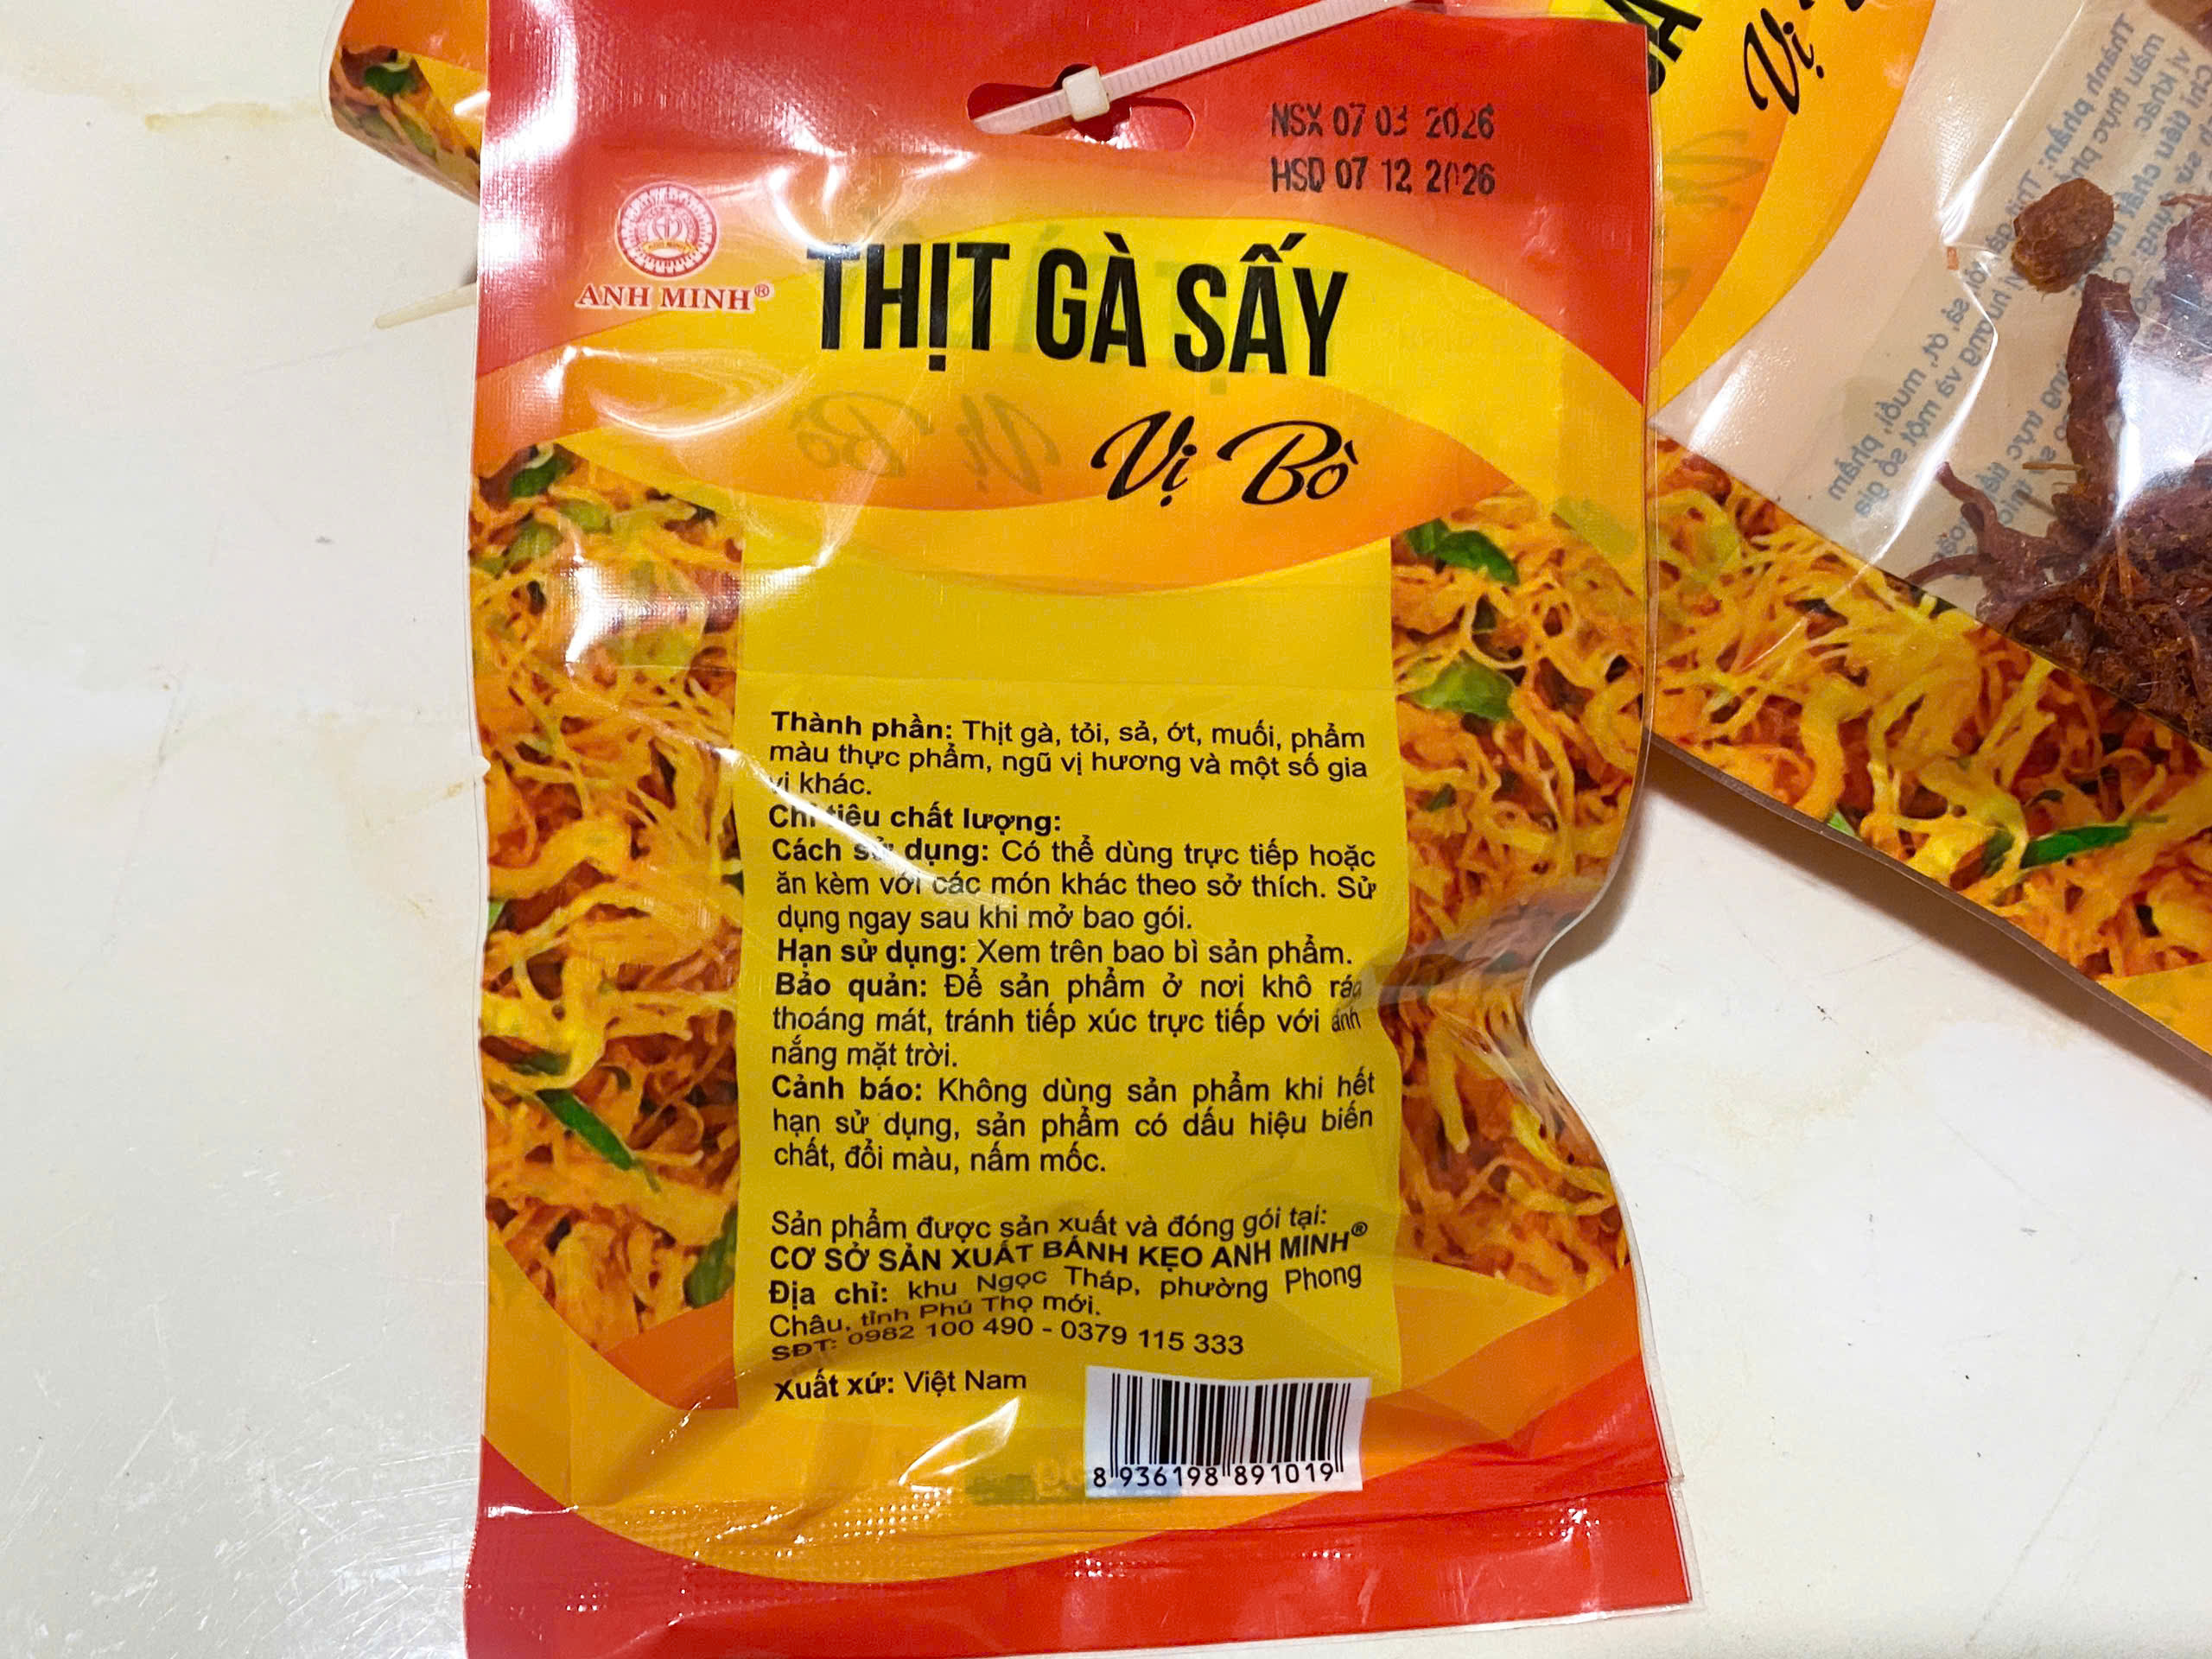 NSX 07 03 2026
HSD 07 12 2026
ANH MINH®
THỊT GÀ SẤY
Vị Bò
Thành phần: Thịt gà, tỏi, sả, ớt, muối, phẩm
màu thực phẩm, ngũ vị hương và một số gia
vị khác.
Chỉ tiêu chất lượng:
Cách sử dụng: Có thể dùng trực tiếp hoặc
ăn kèm với các món khác theo sở thích. Sử
dụng ngay sau khi mở bao gói.
Hạn sử dụng: Xem trên bao bì sản phẩm.
Bảo quản: Để sản phẩm ở nơi khô ráo
thoáng mát, tránh tiếp xúc trực tiếp với ánh
nắng mặt trời.
Cảnh báo: Không dùng sản phẩm khi hết
hạn sử dụng, sản phẩm có dấu hiệu biến
chất, đổi màu, nấm mốc.
Sản phẩm được sản xuất và đóng gói tại:
CƠ SỞ SẢN XUẤT BÁNH KẸO ANH MINH®
Địa chỉ: khu Ngọc Tháp, phường Phong
Châu, tỉnh Phú Thọ mới.
SĐT: 0982 100 490 - 0379 115 333
Xuất xứ: Việt Nam
8 936198 891019
Vị